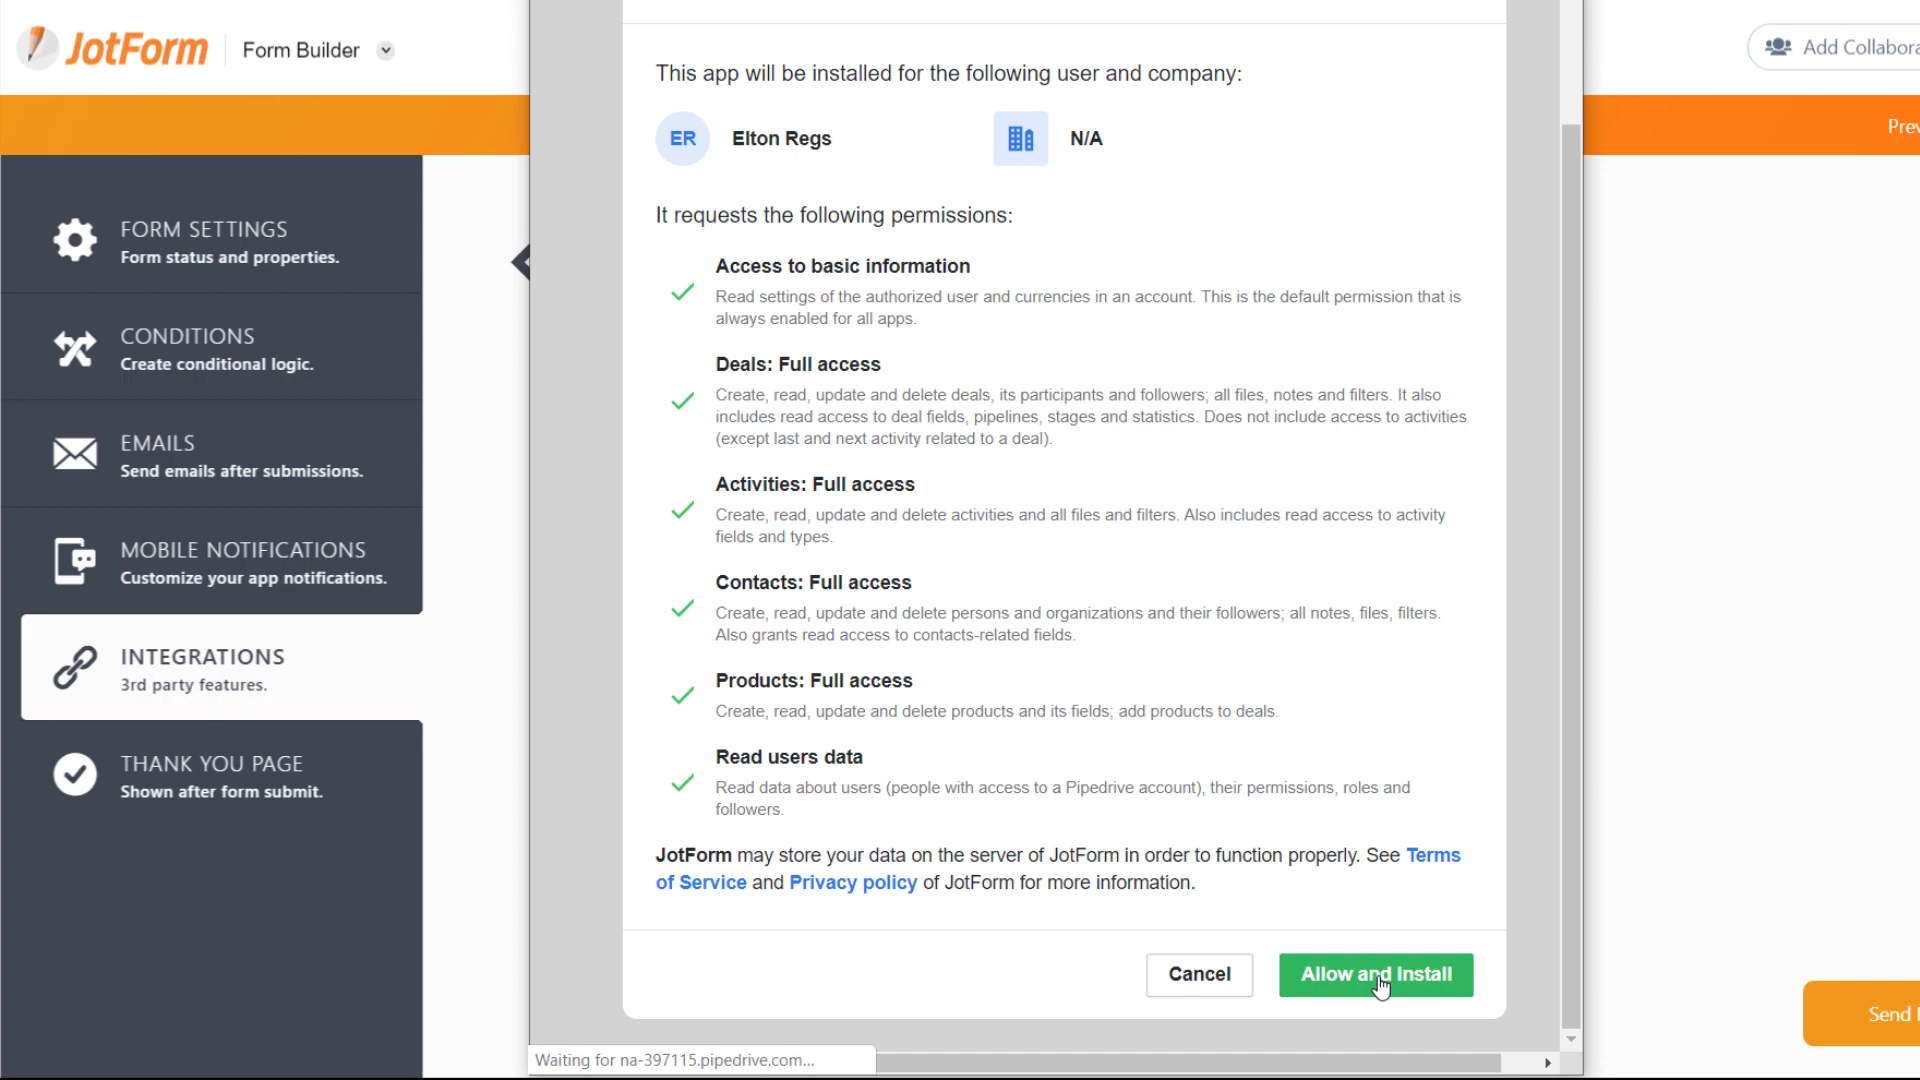 JotForm
Form Builder
Add Collabora
Prev
FORM SETTINGS
Form status and properties.
CONDITIONS
Create conditional logic.
EMAILS
Send emails after submissions.
MOBILE NOTIFICATIONS
Customize your app notifications.
INTEGRATIONS
3rd party features.
THANK YOU PAGE
Shown after form submit.
This app will be installed for the following user and company:
ER
Elton Regs
N/A
It requests the following permissions:
Access to basic information
Read settings of the authorized user and currencies in an account. This is the default permission that is
always enabled for all apps.
Deals: Full access
Create, read, update and delete deals, its participants and followers; all files, notes and filters. It also
includes read access to deal fields, pipelines, stages and statistics. Does not include access to activities
(except last and next activity related to a deal).
Activities: Full access
Create, read, update and delete activities and all files and filters. Also includes read access to activity
fields and types.
Contacts: Full access
Create, read, update and delete persons and organizations and their followers; all notes, files, filters.
Also grants read access to contacts-related fields.
Products: Full access
Create, read, update and delete products and its fields; add products to deals.
Read users data
Read data about users (people with access to a Pipedrive account), their permissions, roles and
followers.
JotForm may store your data on the server of JotForm in order to function properly. See Terms
of Service and Privacy policy of JotForm for more information.
Cancel
Allow and Install
Send
Waiting for na-397115.pipedrive.com...